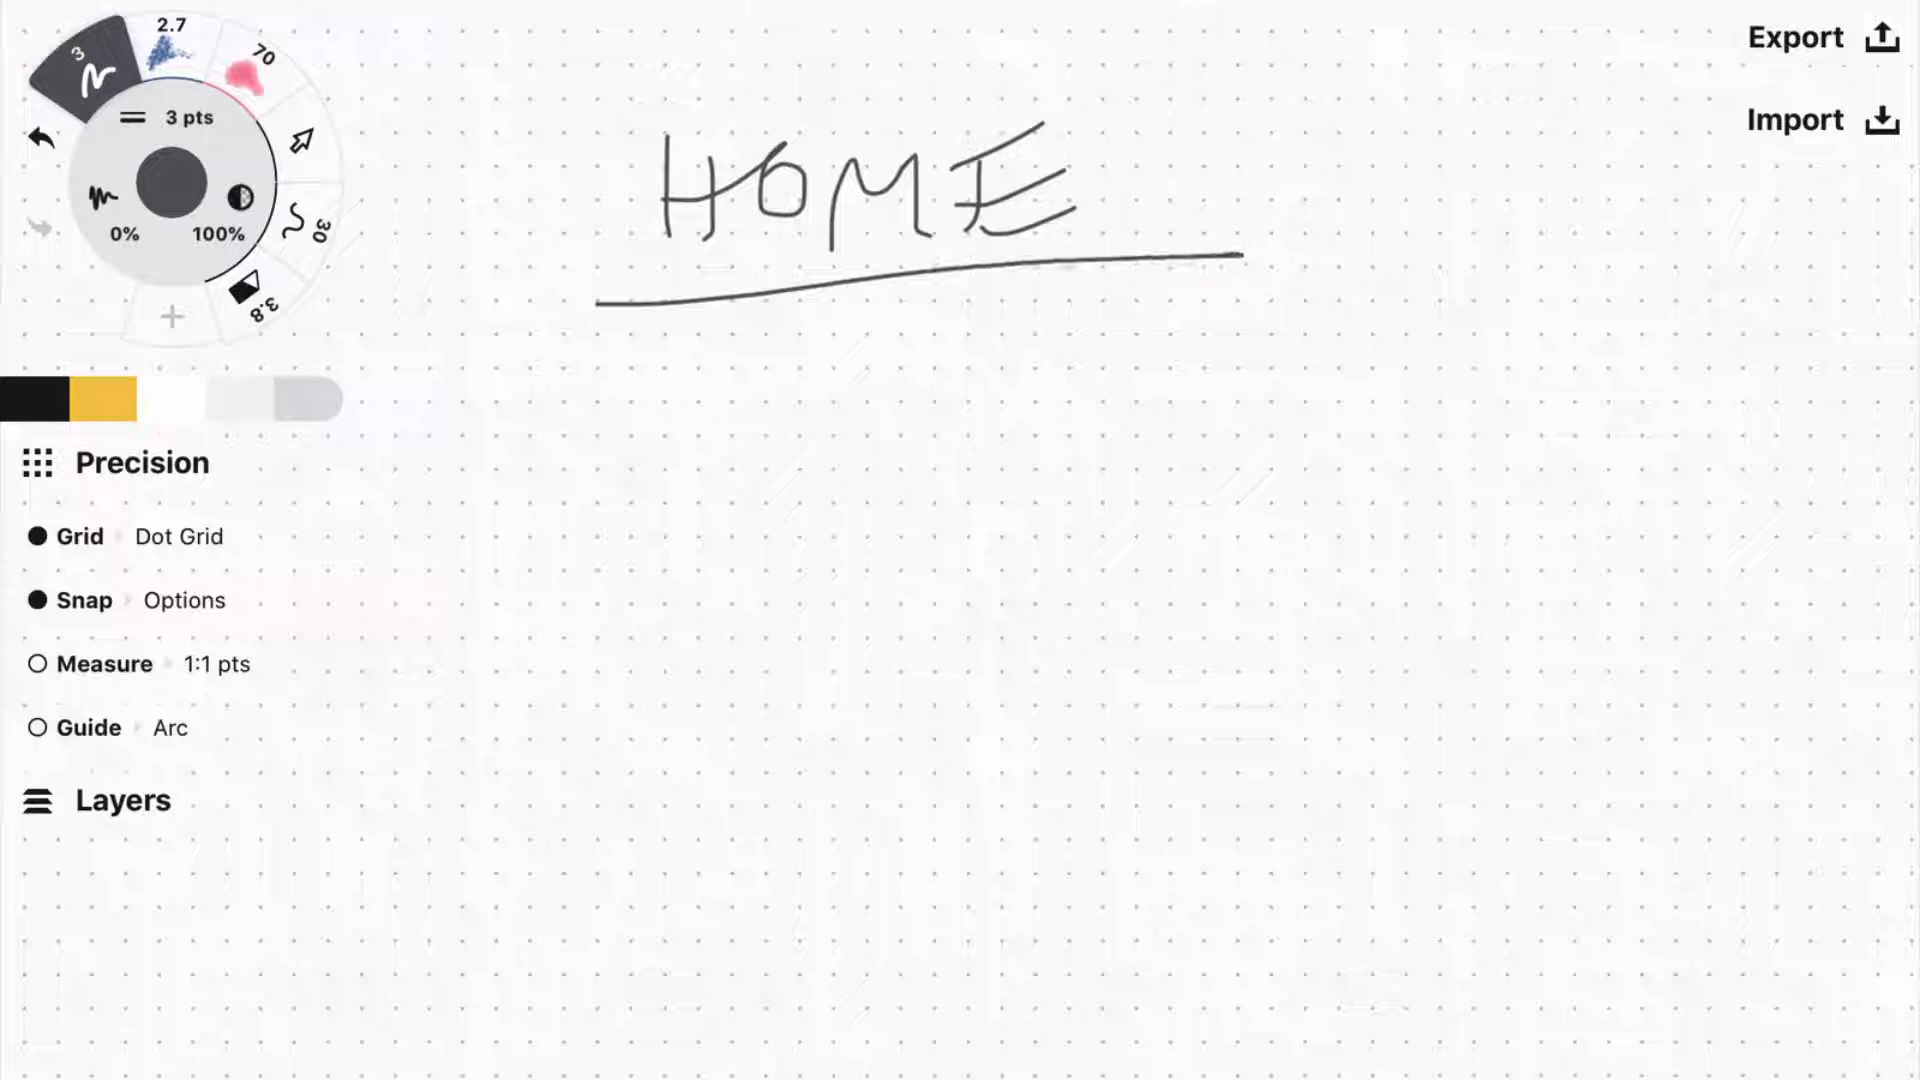 3
2.7
70
Export
3 pts
Import
HOME
0%
100%
30
3.8
+
Precision
Grid Dot Grid
Snap Options
Measure 1:1 pts
Guide Arc
Layers